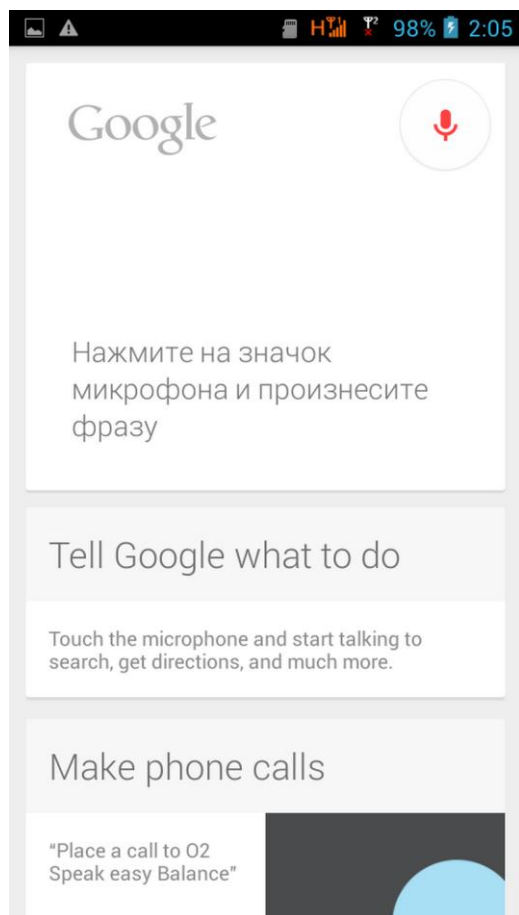 H 98% 2:05
Google
Нажмите на значок
микрофона и произнесите
фразу
Tell Google what to do
Touch the microphone and start talking to
search, get directions, and much more.
Make phone calls
“Place a call to O2
Speak easy Balance”